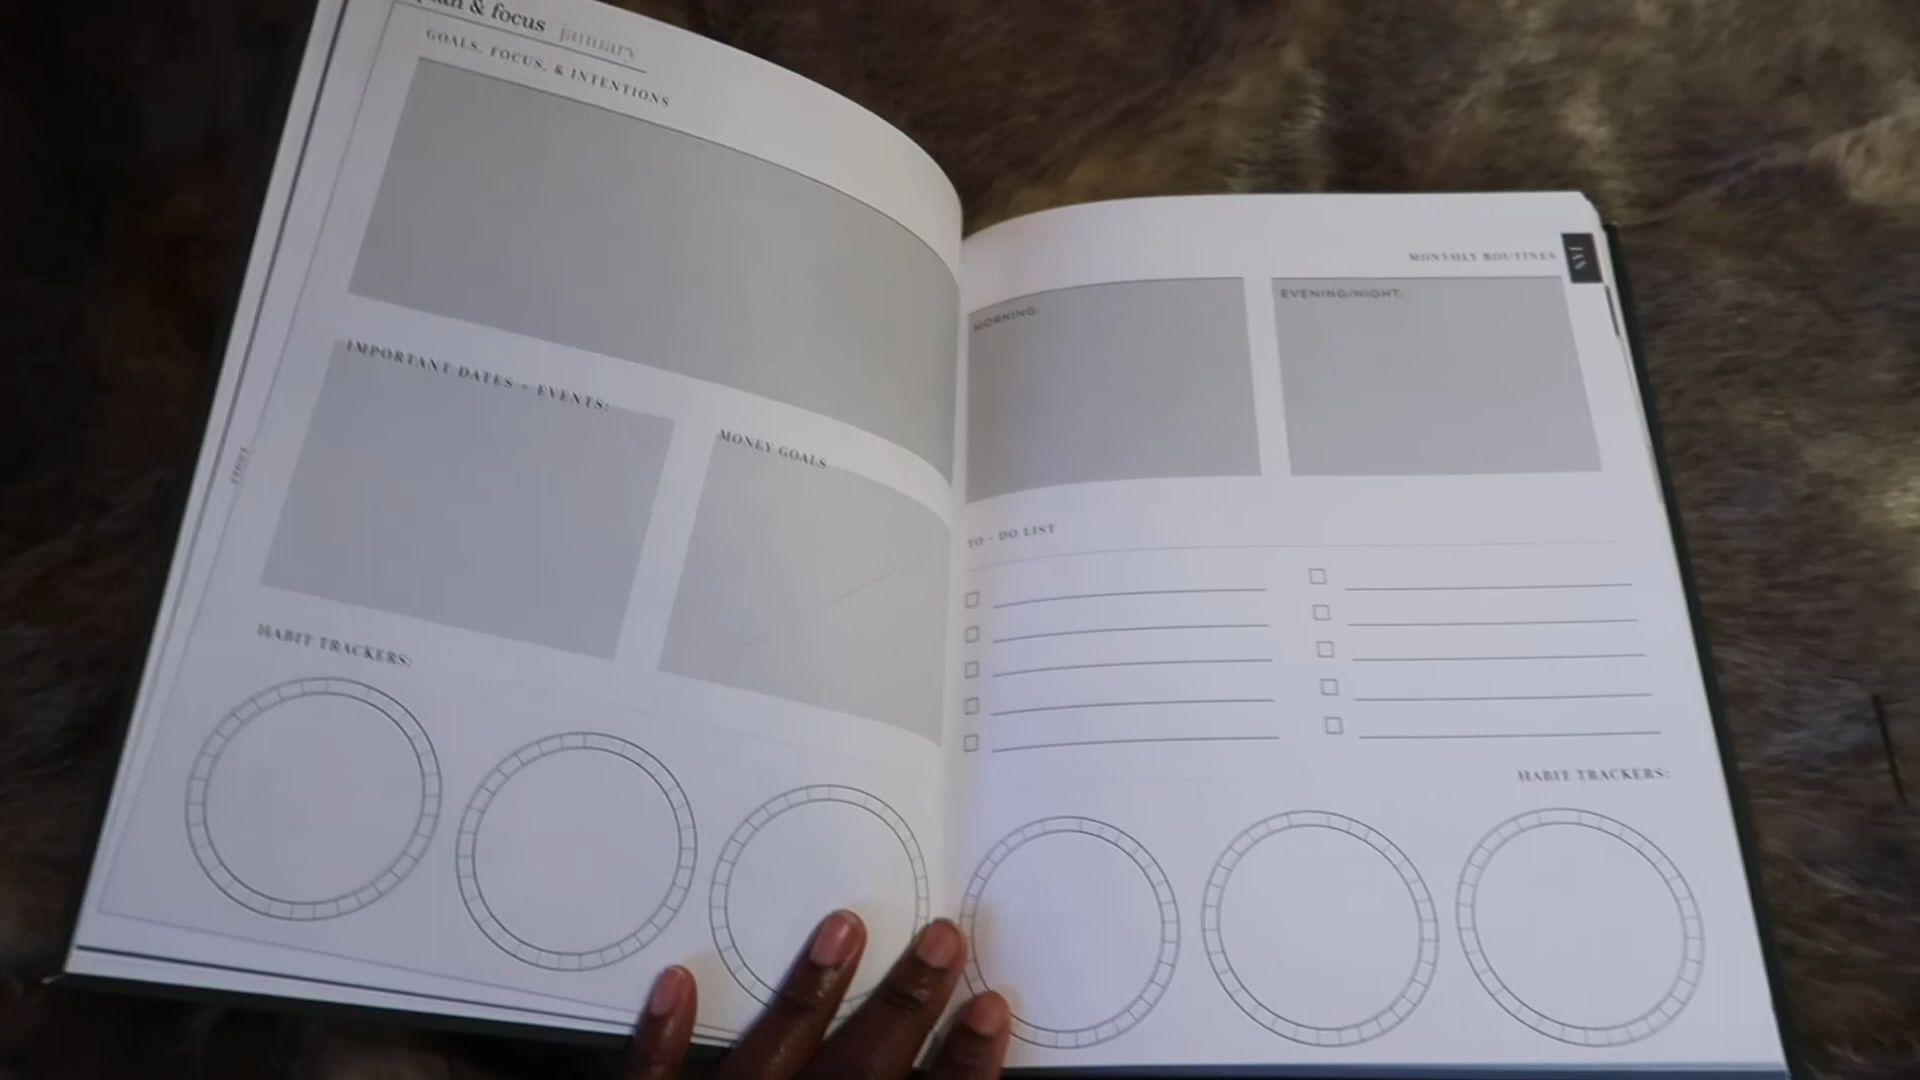 & focus january
GOALS, FOCUS, & INTENTIONS
IMPORTANT DATES + EVENTS:
MONEY GOALS
HABIT TRACKERS:
JAN
MONTHLY ROUTINES
MORNING:
EVENING/NIGHT:
TO - DO LIST
HABIT TRACKERS: